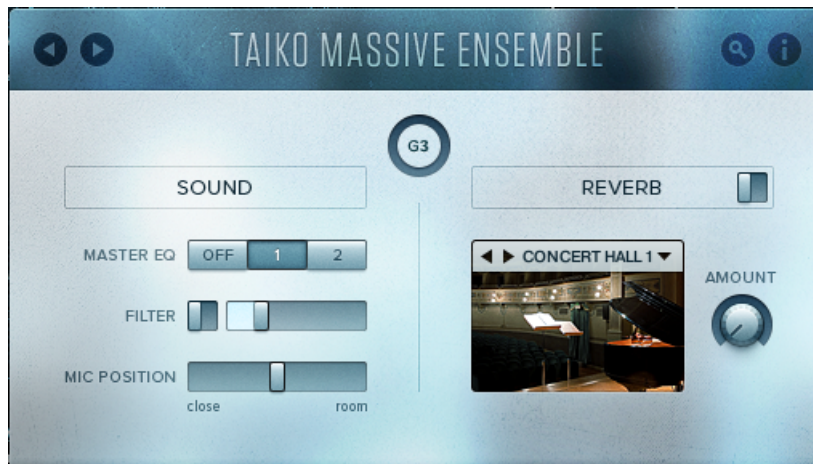 TAIKO MASSIVE ENSEMBLE
G3
SOUND
MASTER EQ OFF 1 2
FILTER
MIC POSITION
close room
REVERB
CONCERT HALL 1
AMOUNT